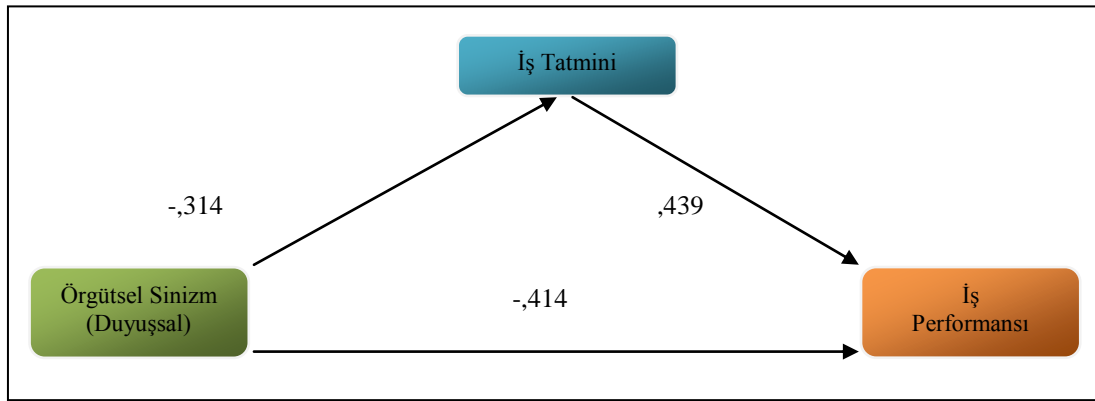 İş Tatmini
-,314
,439
Örgütsel Sinizm
(Duyuşsal)
-,414
İş
Performansı